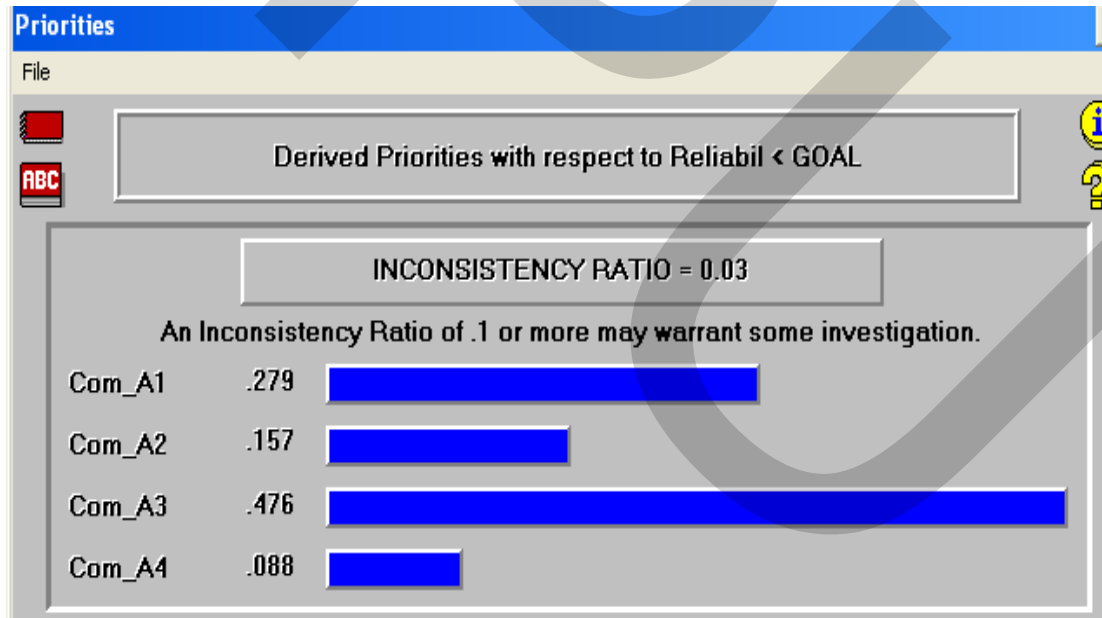 Priorities
File
ABC
Derived Priorities with respect to Reliabil < GOAL
INCONSISTENCY RATIO = 0.03
An Inconsistency Ratio of .1 or more may warrant some investigation.
Com_A1 .279
Com_A2 .157
Com_A3 .476
Com_A4 .088